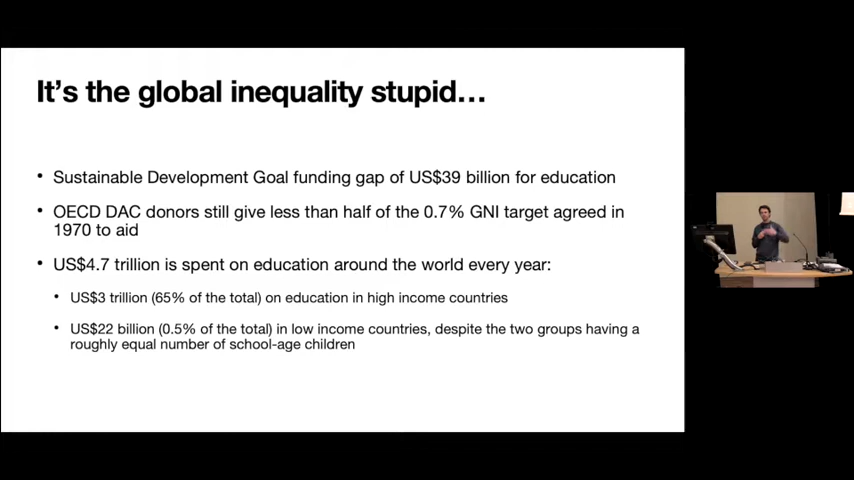 It's the global inequality stupid…
• Sustainable Development Goal funding gap of US$39 billion for education
• OECD DAC donors still give less than half of the 0.7% GNI target agreed in
1970 to aid
• US$4.7 trillion is spent on education around the world every year:
• US$3 trillion (65% of the total) on education in high income countries
• US$22 billion (0.5% of the total) in low income countries, despite the two groups having a
roughly equal number of school-age children